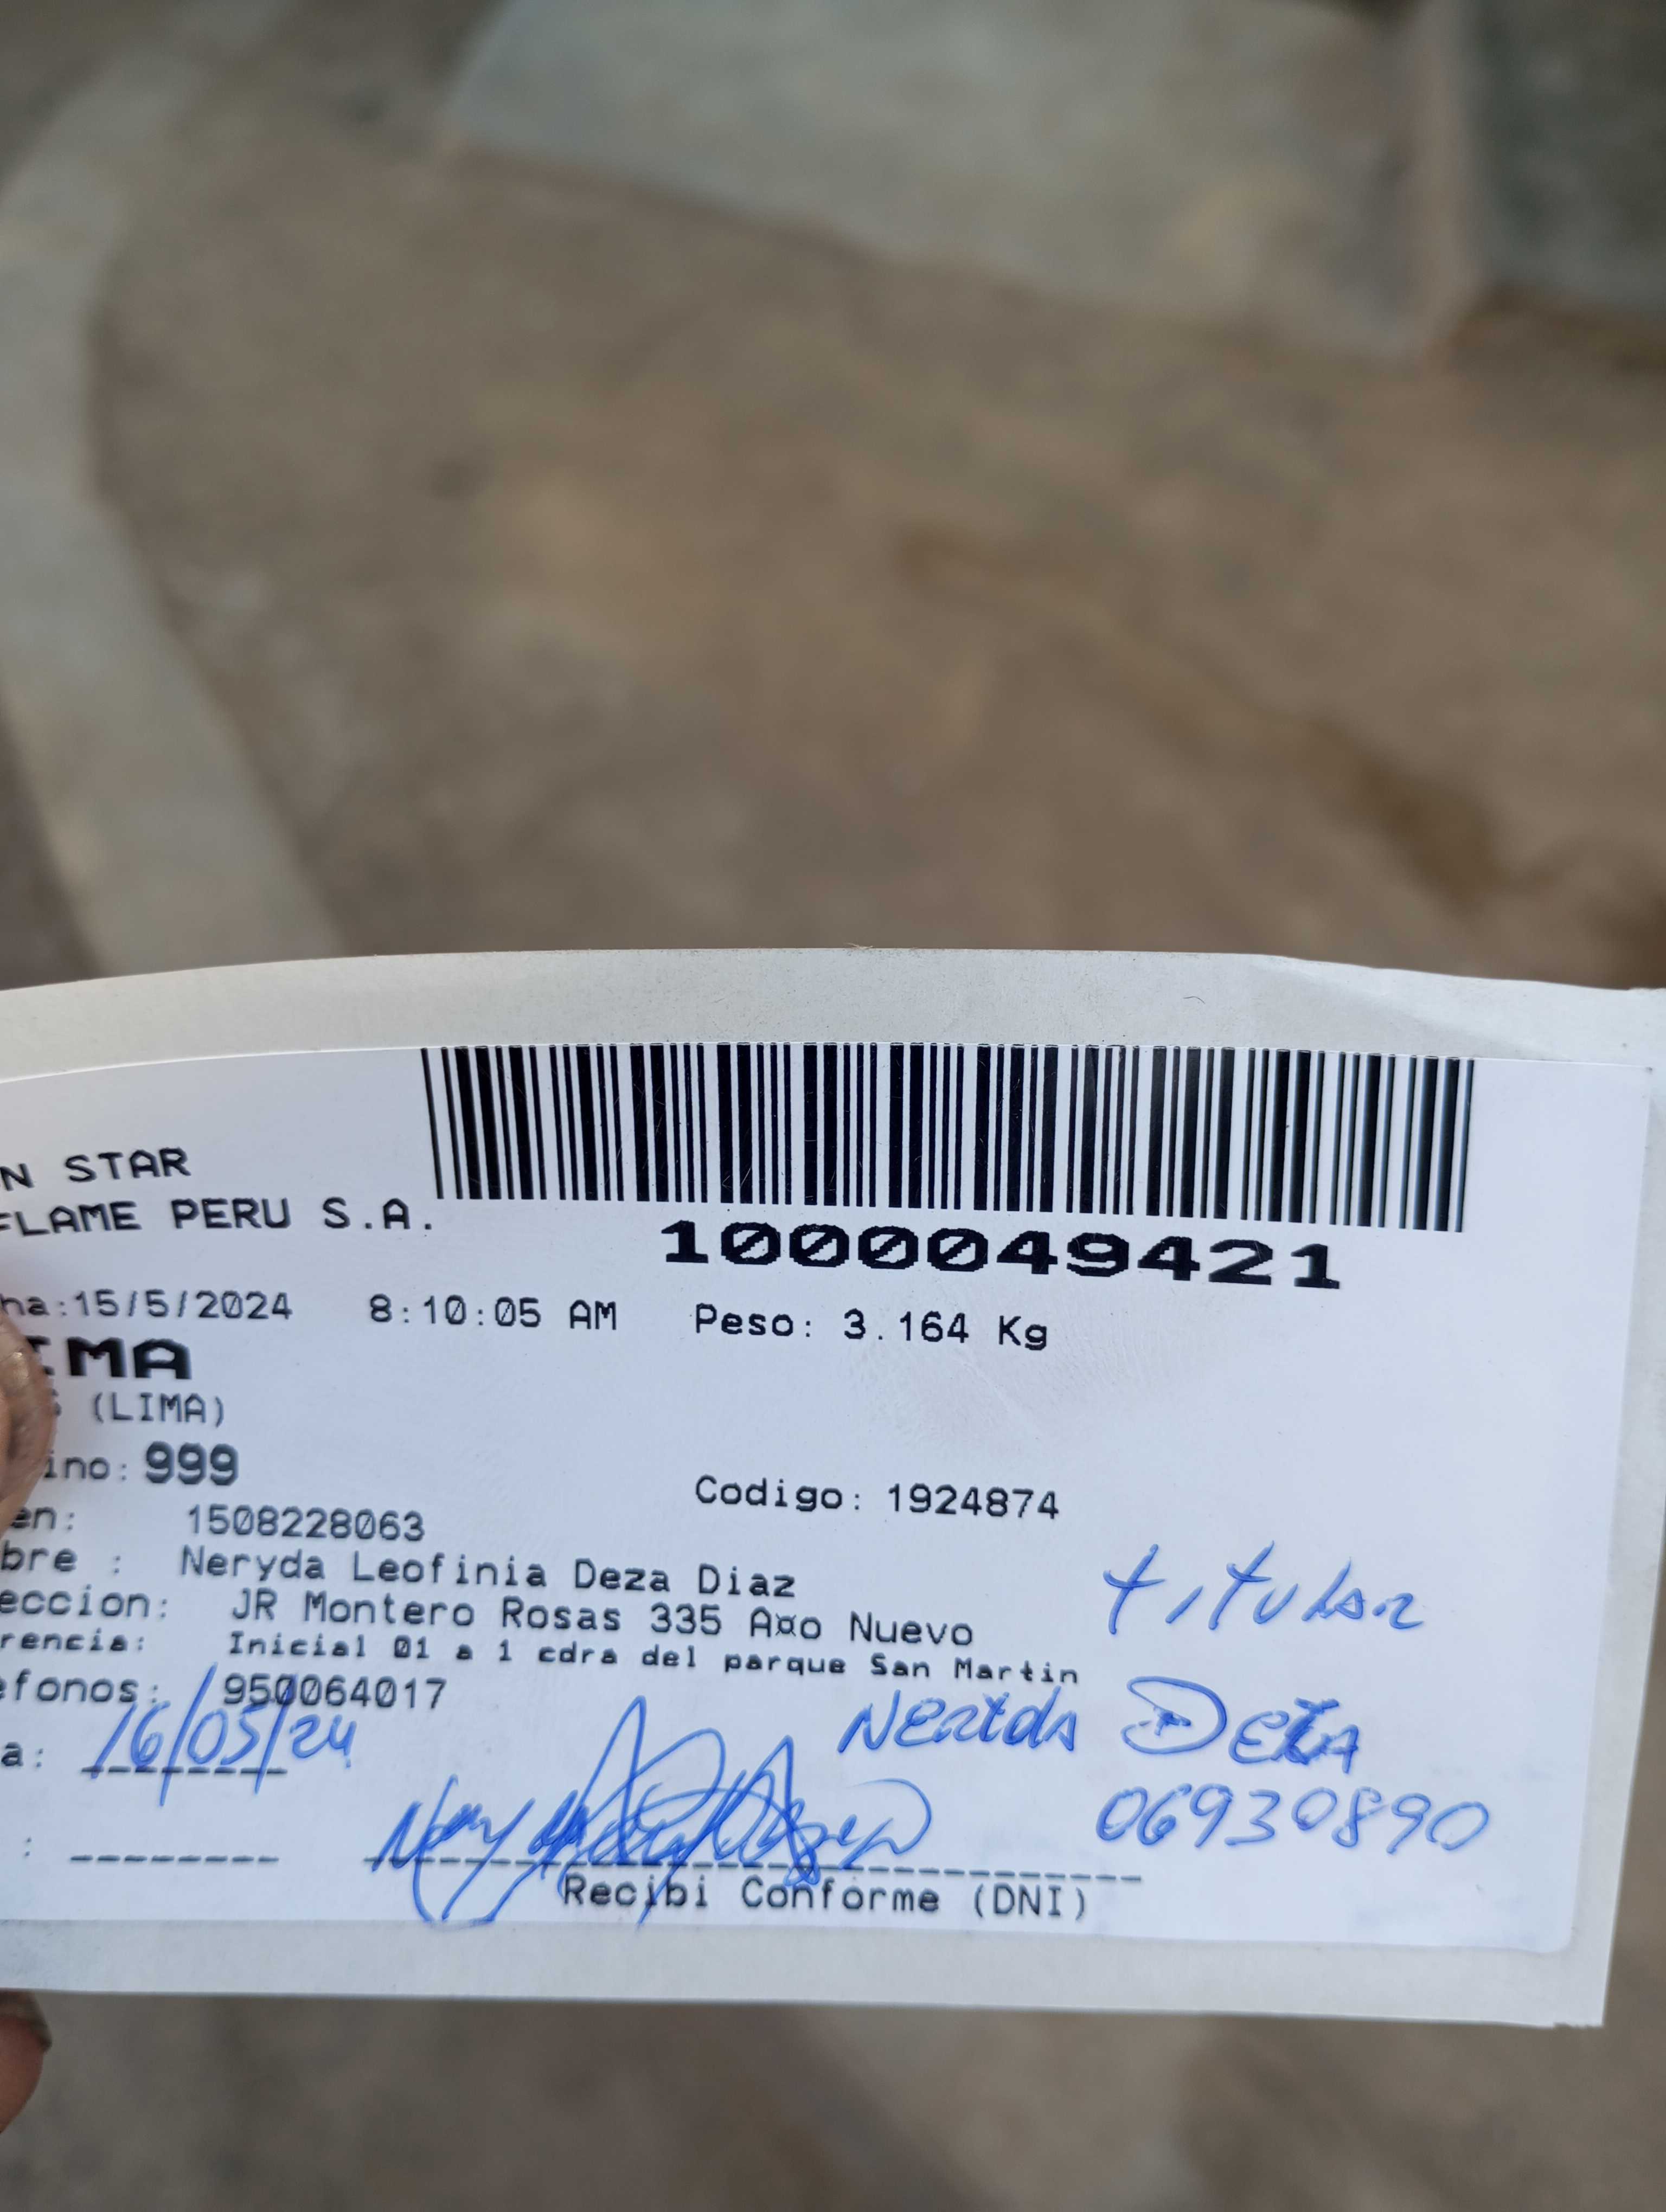 N STAR
FLAME PERU S.A.
1000049421
ha:15/5/2024 8:10:05 AM Peso: 3.164 Kg
IMA
(LIMA)
ino: 999
Codigo: 1924874
en: 1508228063
bre : Neryda Leofinia Deza Diaz
titular
eccion: JR Montero Rosas 335 A¤o Nuevo
rencia: Inicial 01 a 1 cdra del parque San Martin
efonos: 950064017
Nerida Deza
a: 16/05/24
06930890
: --------
Recibi Conforme (DNI)